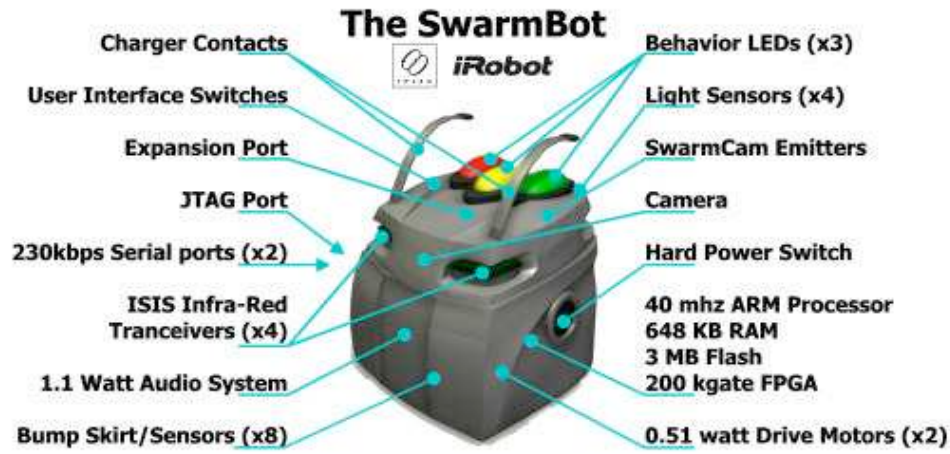 The SwarmBot
iRobot
Charger Contacts
User Interface Switches
Expansion Port
JTAG Port
230kbps Serial ports (x2)
ISIS Infra-Red
Tranceivers (x4)
1.1 Watt Audio System
Bump Skirt/Sensors (x8)
Behavior LEDs (x3)
Light Sensors (x4)
SwarmCam Emitters
Camera
Hard Power Switch
40 mhz ARM Processor
648 KB RAM
3 MB Flash
200 kgate FPGA
0.51 watt Drive Motors (x2)